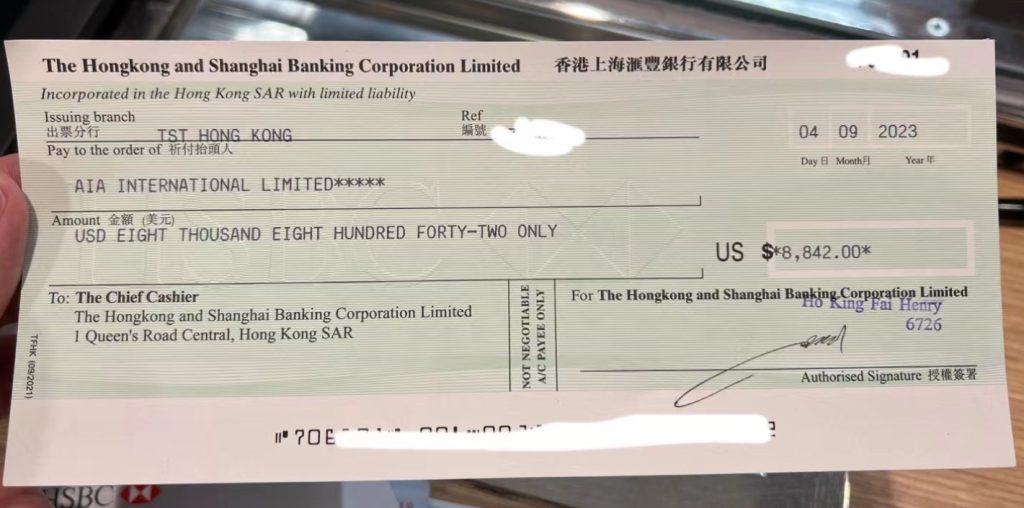 The Hongkong and Shanghai Banking Corporation Limited 香港上海滙豐銀行有限公司
Incorporated in the Hong Kong SAR with limited liability
Issuing branch
出票分行 TST HONG KONG
Ref
編號
04 09 2023
Day 日 Month 月 Year 年
Pay to the order of 祈付抬頭人
AIA INTERNATIONAL LIMITED*****
Amount 金額 (美元)
USD EIGHT THOUSAND EIGHT HUNDRED FORTY-TWO ONLY
US $*8,842.00*
To: The Chief Cashier
The Hongkong and Shanghai Banking Corporation Limited
1 Queen's Road Central, Hong Kong SAR
NOT NEGOTIABLE
A/C PAYEE ONLY
For The Hongkong and Shanghai Banking Corporation Limited
Ho King Fai Henry
6726
Authorised Signature 授權簽署
TFHK (09/2021)
HSBC